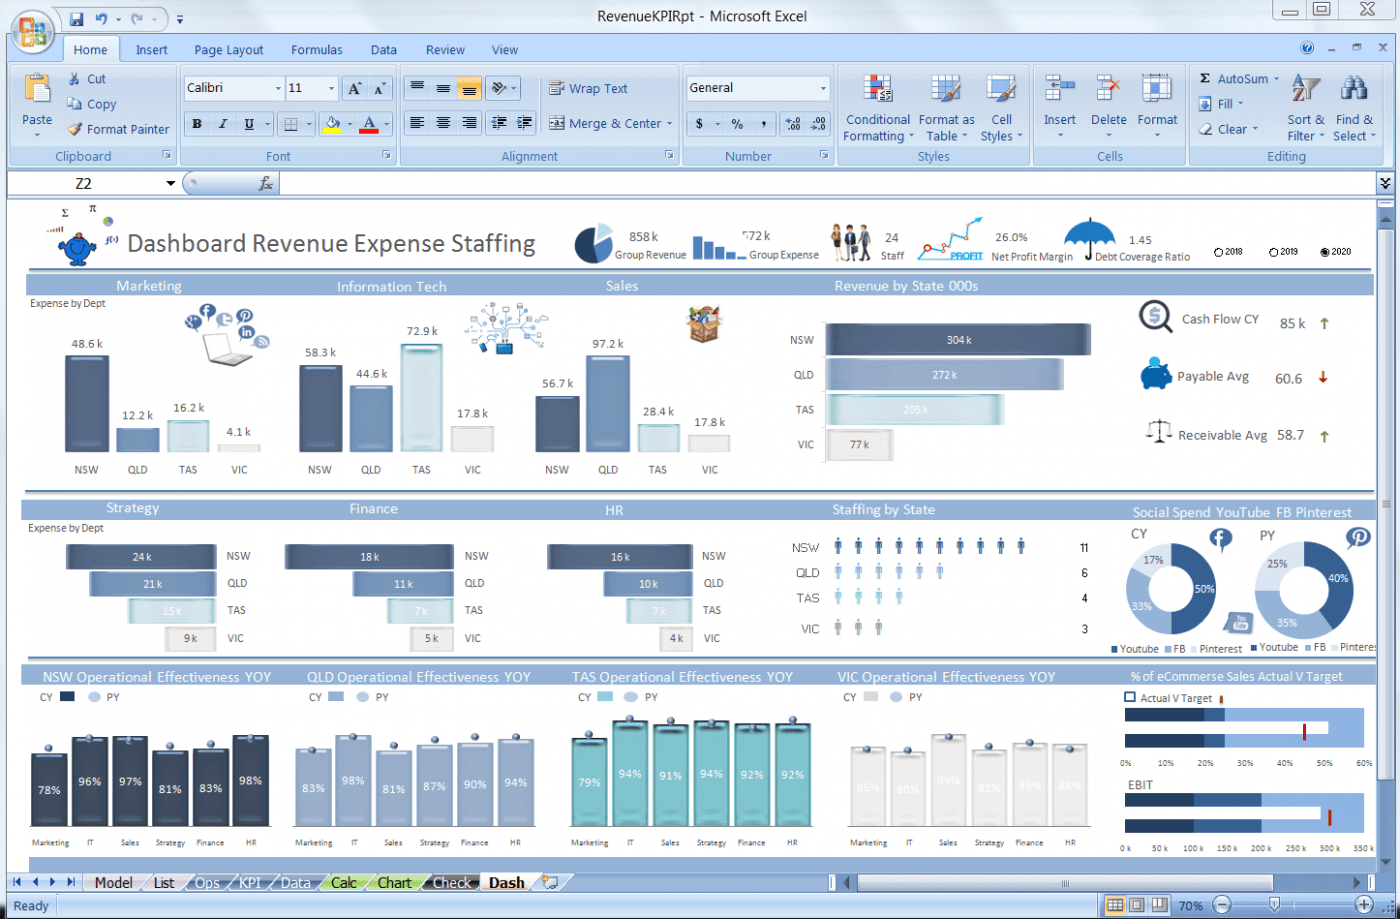 RevenueKPIRpt - Microsoft Excel
Home Insert Page Layout Formulas Data Review View
Paste
Cut
Copy
Format Painter
Clipboard
Calibri 11
B I U
Font
Wrap Text
Merge & Center
Alignment
General
$ % ,
Number
Conditional Formatting
Format as Table
Cell Styles
Styles
Insert Delete Format
Cells
AutoSum
Fill
Clear
Sort & Filter
Find & Select
Editing
Z2
fx
Σ π
f(x)
Dashboard Revenue Expense Staffing
858 k
Group Revenue
572 k
Group Expense
24
Staff
PROFIT
26.0%
Net Profit Margin
1.45
Debt Coverage Ratio
2018 2019 2020
Marketing Information Tech Sales Revenue by State 000s
Expense by Dept
48.6 k 12.2 k 16.2 k 4.1 k
NSW QLD TAS VIC
58.3 k 44.6 k 72.9 k 17.8 k
NSW QLD TAS VIC
56.7 k 97.2 k 28.4 k 17.8 k
NSW QLD TAS VIC
NSW 304 k
QLD 272 k
TAS 205 k
VIC 77 k
Cash Flow CY 85 k
Payable Avg 60.6
Receivable Avg 58.7
Strategy Finance HR Staffing by State Social Spend YouTube FB Pinterest
Expense by Dept
24 k NSW
21 k QLD
15 k TAS
9 k VIC
18 k NSW
11 k QLD
7 k TAS
5 k VIC
16 k NSW
10 k QLD
7 k TAS
4 k VIC
NSW 11
QLD 6
TAS 4
VIC 3
CY
17% 50% 33%
Youtube FB Pinterest
You Tube
PY
25% 40% 35%
Youtube FB Pinteres
NSW Operational Effectiveness YOY QLD Operational Effectiveness YOY TAS Operational Effectiveness YOY VIC Operational Effectiveness YOY % of eCommerse Sales Actual V Target
CY PY
78% 96% 97% 81% 83% 98%
Marketing IT Sales Strategy Finance HR
CY PY
83% 98% 81% 87% 90% 94%
Marketing IT Sales Strategy Finance HR
CY PY
79% 94% 91% 94% 92% 92%
Marketing IT Sales Strategy Finance HR
CY PY
85% 80% 99% 82% 89% 88%
Marketing IT Sales Strategy Finance HR
Actual V Target
0% 10% 20% 30% 40% 50% 60%
EBIT
0 k 50 k 100 k 150 k 200 k 250 k 300 k 350 k
Model List Ops KPI Data Calc Chart Check Dash
Ready
70%